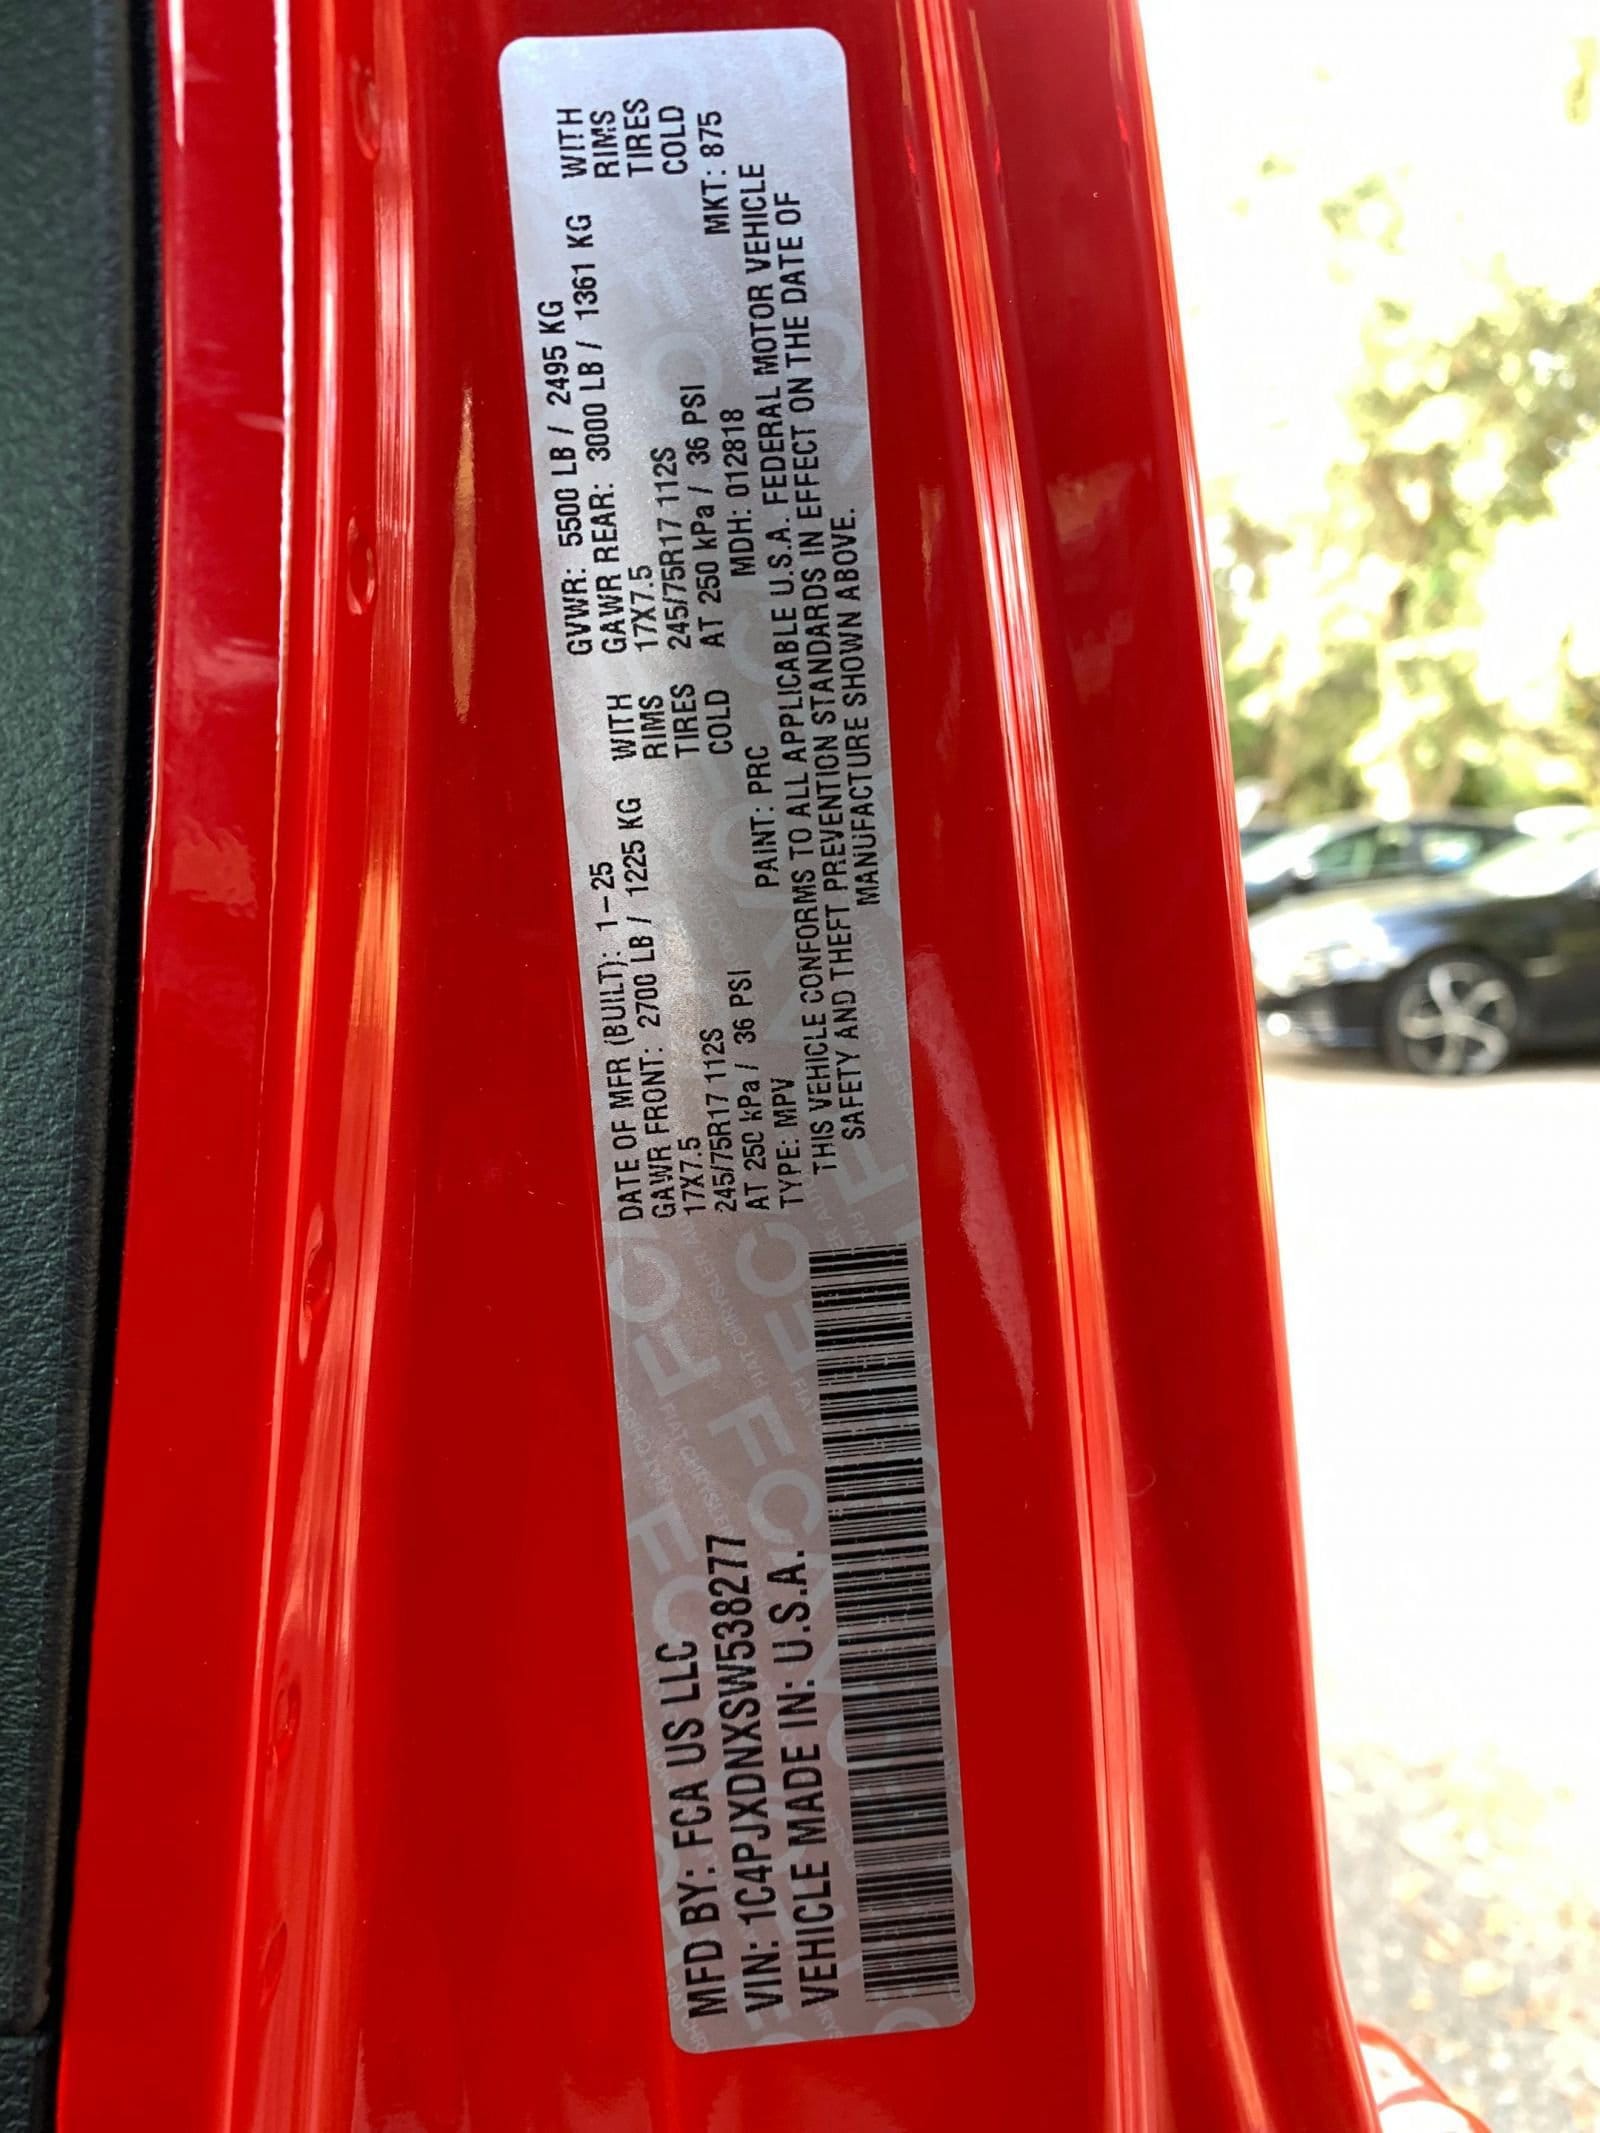 MFD BY: FCA US LLC
VIN: 1C4PJXDNXSW538277
VEHICLE MADE IN: U.S.A.
DATE OF MFR (BUILT): 1-25 GVWR: 5500 LB / 2495 KG
GAWR FRONT: 2700 LB / 1225 KG WITH GAWR REAR: 3000 LB / 1361 KG WITH
17X7.5 RIMS 17X7.5 RIMS
245/75R17 112S TIRES 245/75R17 112S TIRES
AT 250 kPa / 36 PSI COLD AT 250 kPa / 36 PSI COLD
TYPE: MPV PAINT: PRC MDH: 012818 MKT: 875
THIS VEHICLE CONFORMS TO ALL APPLICABLE U.S.A. FEDERAL MOTOR VEHICLE
SAFETY AND THEFT PREVENTION STANDARDS IN EFFECT ON THE DATE OF
MANUFACTURE SHOWN ABOVE.